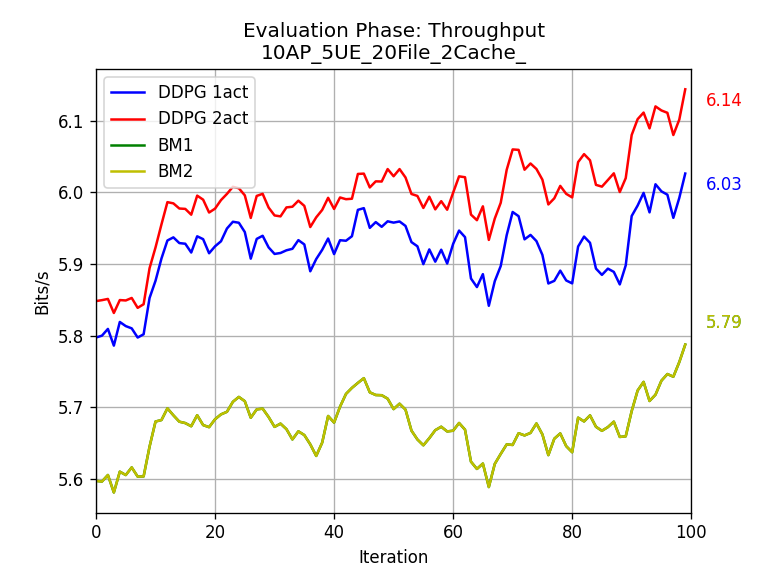 Evaluation Phase: Throughput
10AP_5UE_20File_2Cache_
DDPG 1act
DDPG 2act
BM1
BM2
6.14
6.03
5.79
Bits/s
6.1
6.0
5.9
5.8
5.7
5.6
0 20 40 60 80 100
Iteration